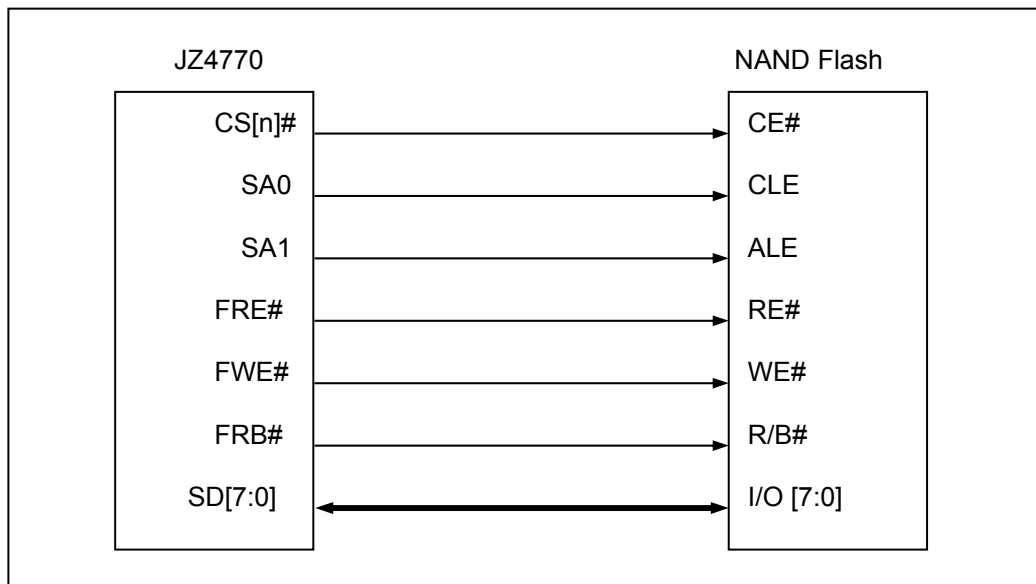 JZ4770 NAND Flash
CS[n]# CE#
SA0 CLE
SA1 ALE
FRE# RE#
FWE# WE#
FRB# R/B#
SD[7:0] I/O [7:0]